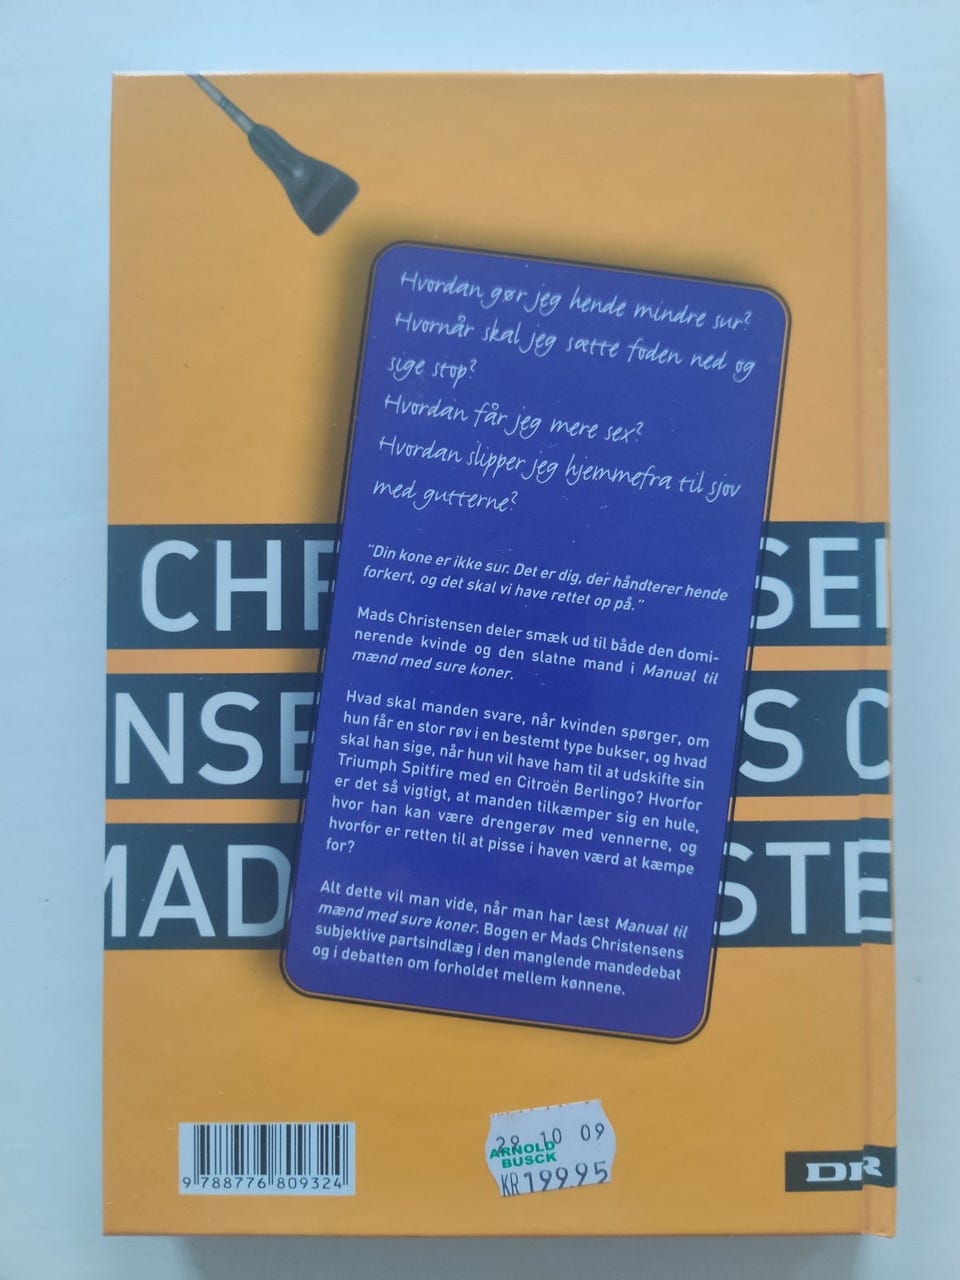 Hvordan gør jeg hende mindre sur?
Hvornår skal jeg sætte foden ned og
sige stop?
Hvordan får jeg mere sex?
Hvordan slipper jeg hjemmefra til sjov
med gutterne?
CHR
SEN
"Din kone er ikke sur. Det er dig, der håndterer hende
forkert, og det skal vi have rettet op på."
Mads Christensen deler smæk ud til både den domi-
nerende kvinde og den slatne mand i Manual til
mænd med sure koner.
NSE
S C
Hvad skal manden svare, når kvinden spørger, om
hun får en stor røv i en bestemt type bukser, og hvad
skal han sige, når hun vil have ham til at udskifte sin
Triumph Spitfire med en Citroën Berlingo? Hvorfor
er det så vigtigt, at manden tilkæmper sig en hule,
hvor han kan være drengerøv med vennerne, og
hvorfor er retten til at pisse i haven værd at kæmpe
for?
MAD
STE
Alt dette vil man vide, når man har læst Manual til
mænd med sure koner. Bogen er Mads Christensens
subjektive partsindlæg i den manglende mandedebat
og i debatten om forholdet mellem kønnene.
9 788776 809324
29 10 09
ARNOLD
BUSCK
KR 199.95
DR